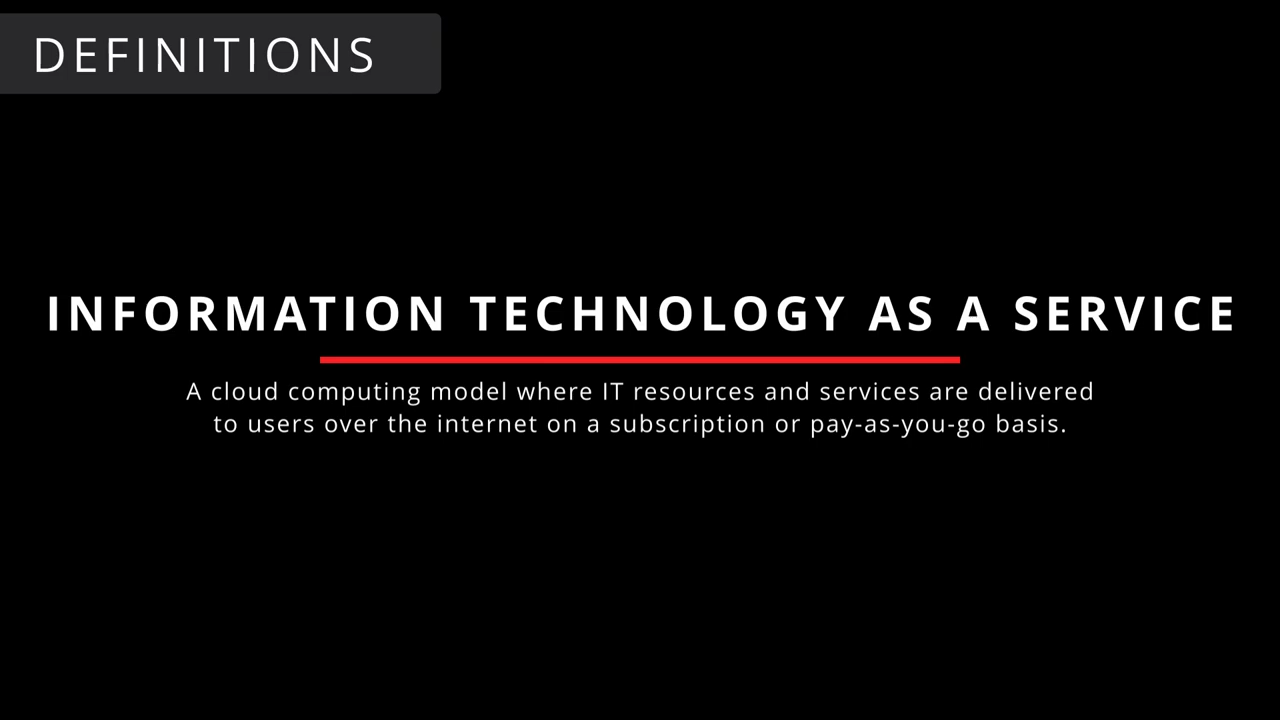 DEFINITIONS
INFORMATION TECHNOLOGY AS A SERVICE
A cloud computing model where IT resources and services are delivered
to users over the internet on a subscription or pay-as-you-go basis.